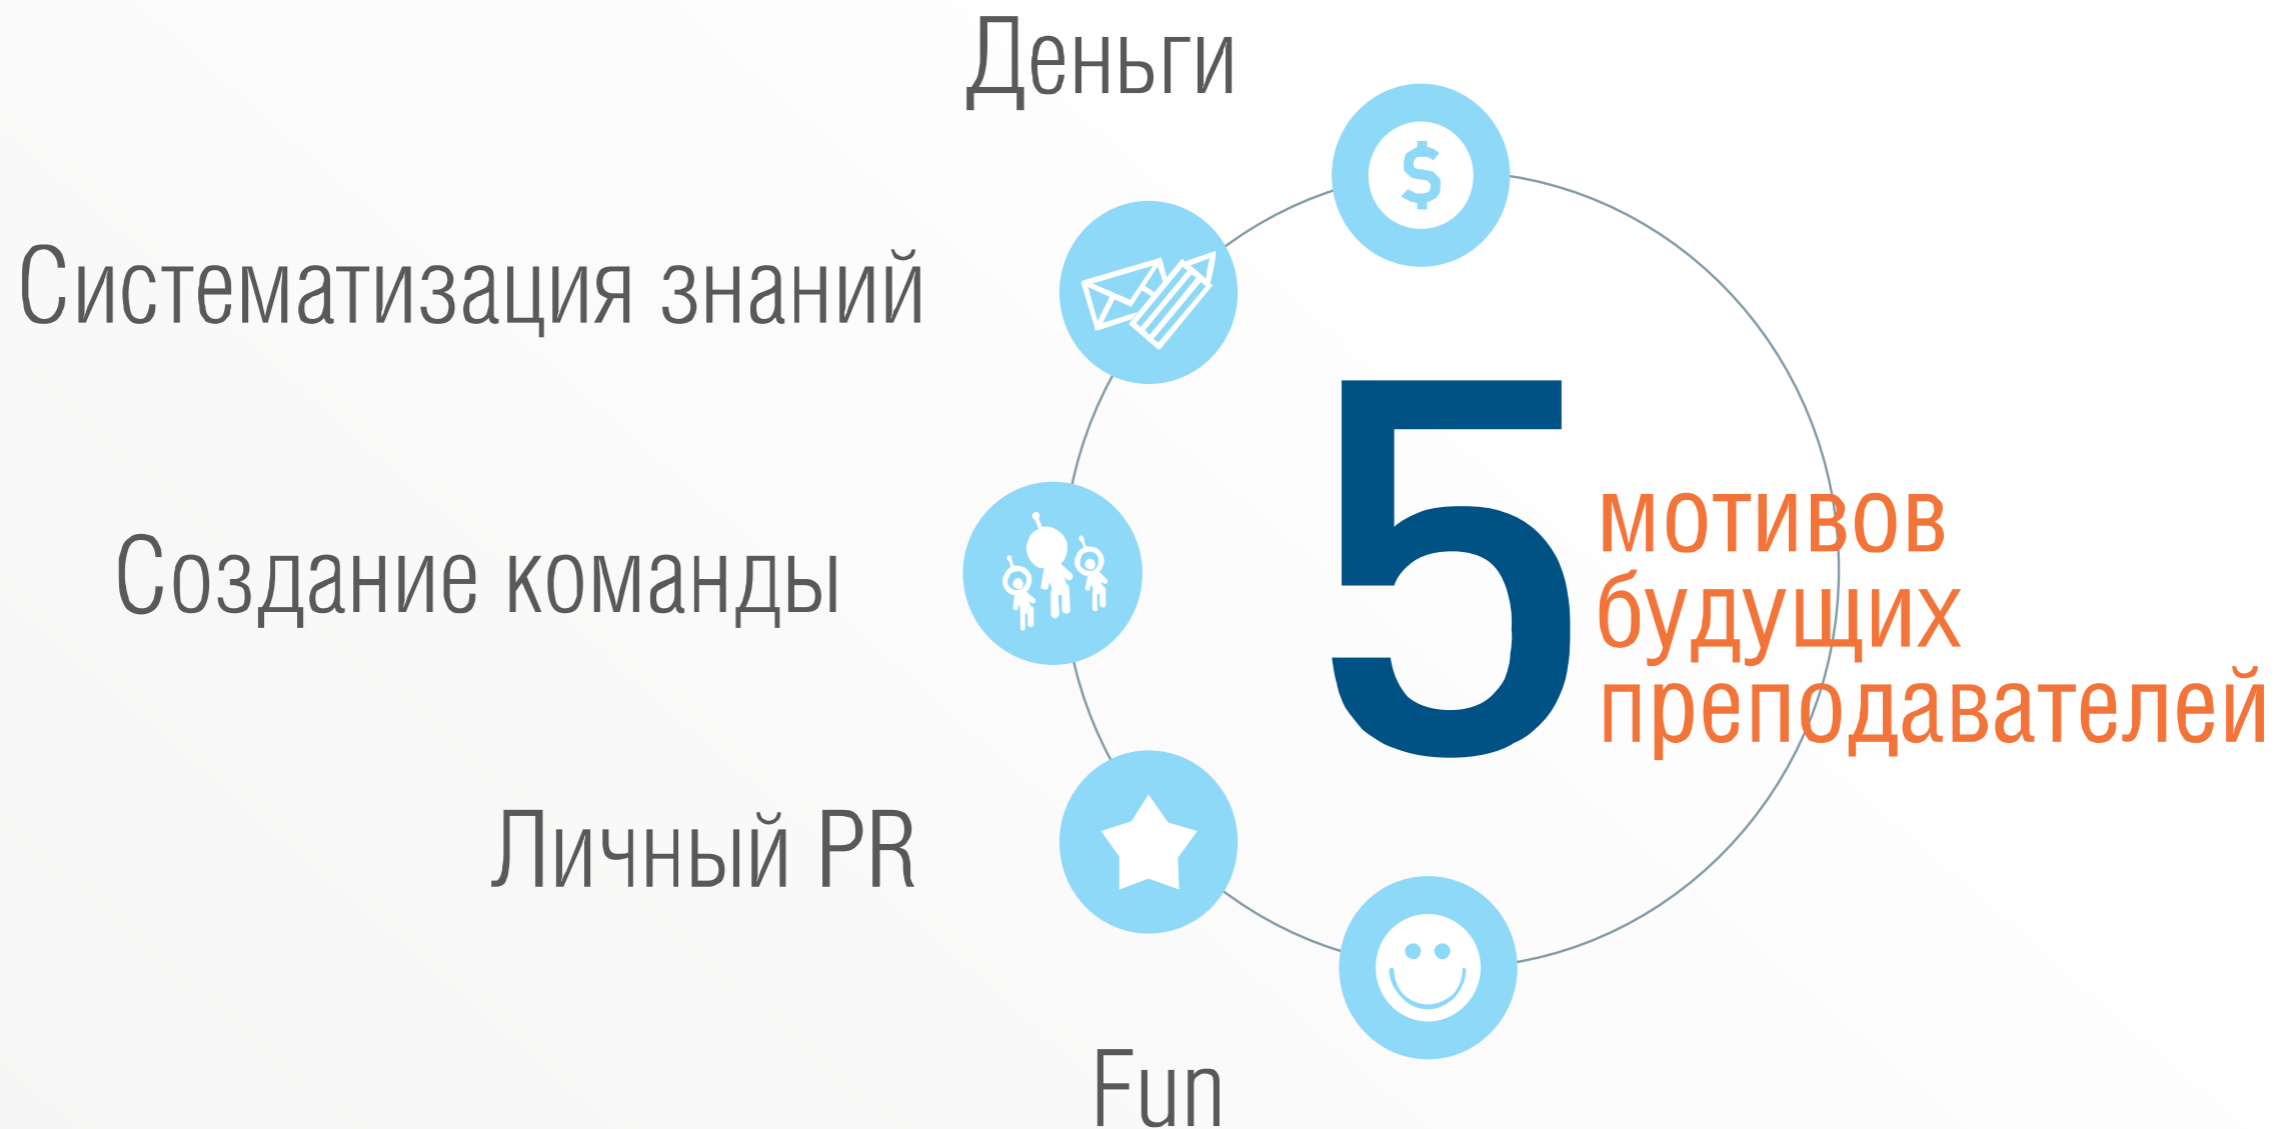 Деньги
Систематизация знаний
Создание команды
Личный PR
Fun
5
мотивов
будущих
преподавателей
$